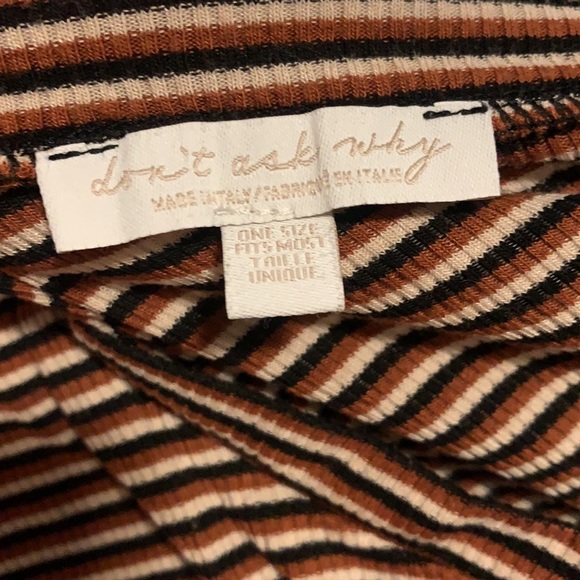 don't ask why
MADE IN ITALY/FABRIQUÉ EN ITALIE
ONE SIZE
FITS MOST
TAILLE
UNIQUE